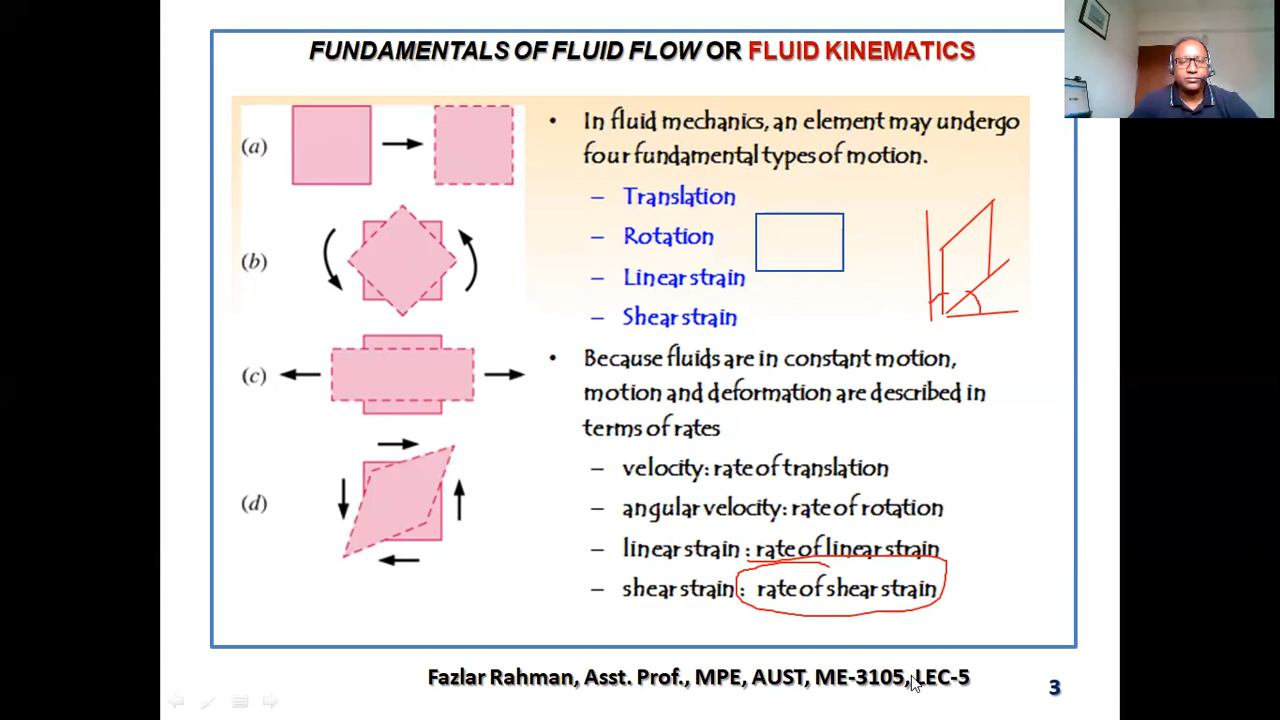 FUNDAMENTALS OF FLUID FLOW OR FLUID KINEMATICS
(a)
(b)
(c)
(d)
• In fluid mechanics, an element may undergo
four fundamental types of motion.
– Translation
– Rotation
– Linear strain
– Shear strain
• Because fluids are in constant motion,
motion and deformation are described in
terms of rates
– velocity: rate of translation
– angular velocity: rate of rotation
– linear strain : rate of linear strain
– shear strain : rate of shear strain
Fazlar Rahman, Asst. Prof., MPE, AUST, ME-3105, LEC-5
3